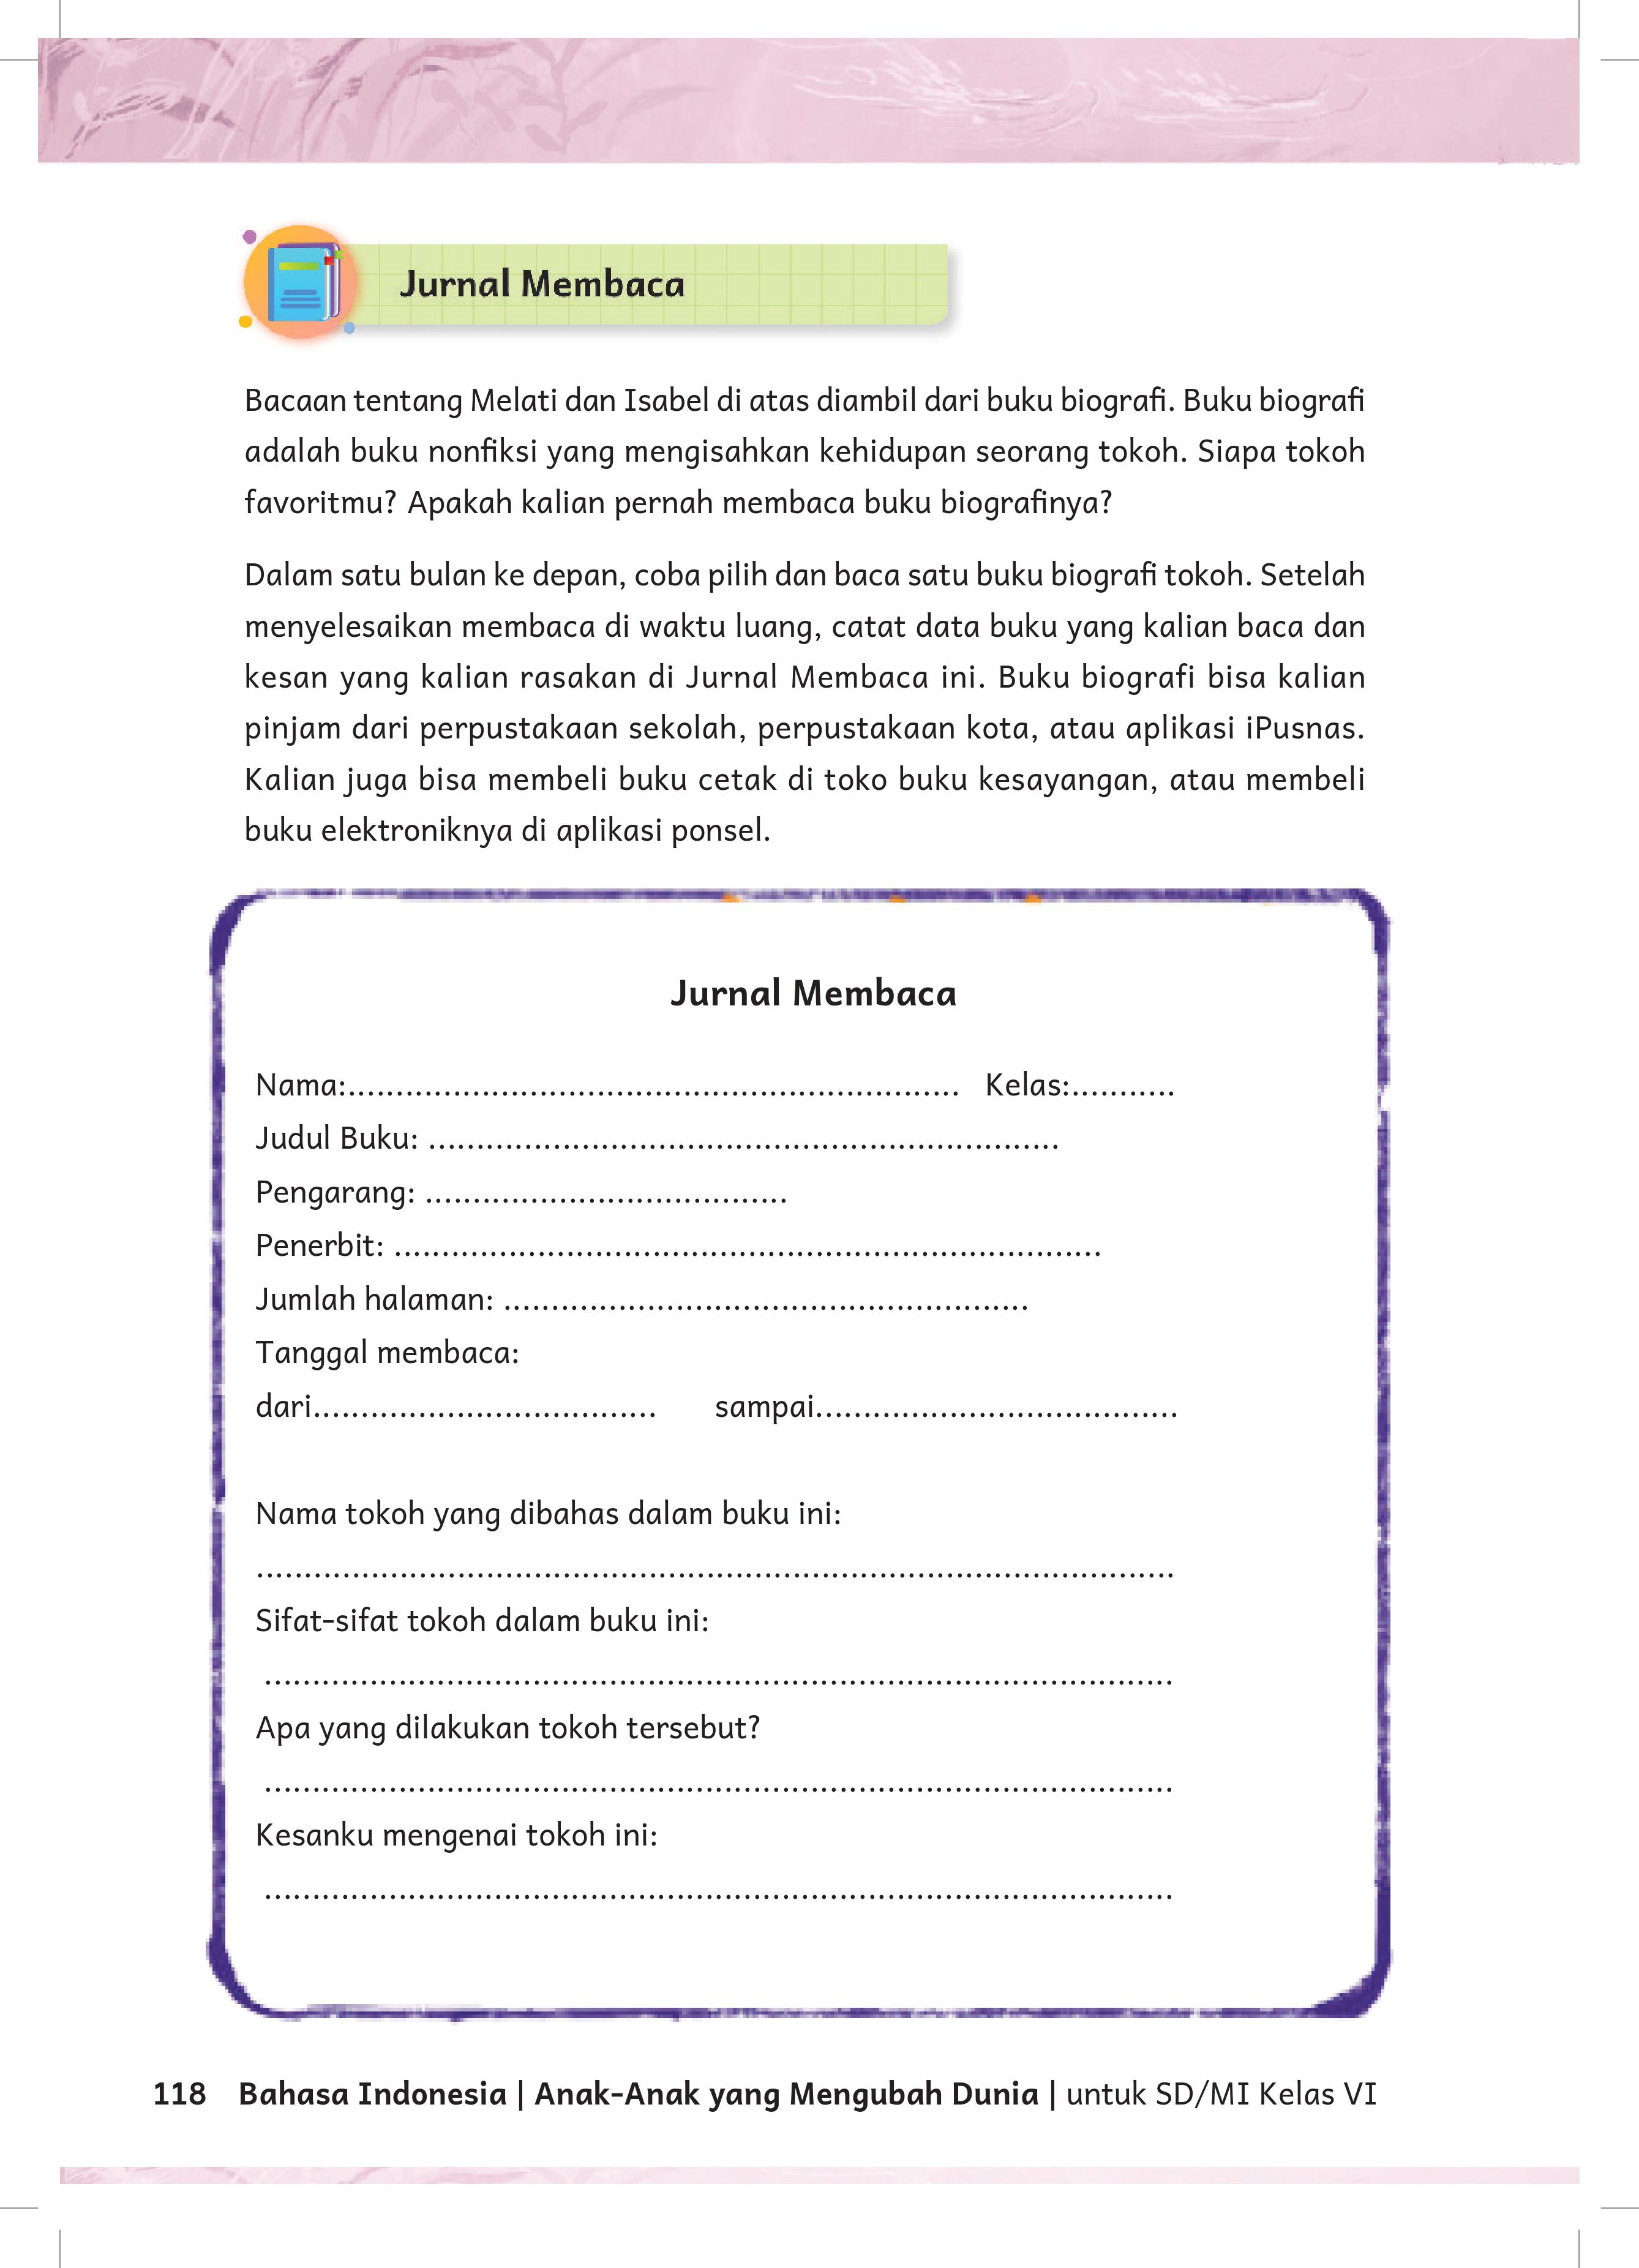 Jurnal Membaca
Bacaan tentang Melati dan Isabel di atas diambil dari buku biografi. Buku biografi
adalah buku nonfiksi yang mengisahkan kehidupan seorang tokoh. Siapa tokoh
favoritmu? Apakah kalian pernah membaca buku biografinya?
Dalam satu bulan ke depan, coba pilih dan baca satu buku biografi tokoh. Setelah
menyelesaikan membaca di waktu luang, catat data buku yang kalian baca dan
kesan yang kalian rasakan di Jurnal Membaca ini. Buku biografi bisa kalian
pinjam dari perpustakaan sekolah, perpustakaan kota, atau aplikasi iPusnas.
Kalian juga bisa membeli buku cetak di toko buku kesayangan, atau membeli
buku elektroniknya di aplikasi ponsel.
Jurnal Membaca
Nama:................................................................ Kelas:...........
Judul Buku: ..................................................................
Pengarang: ......................................
Penerbit: ..........................................................................
Jumlah halaman: .......................................................
Tanggal membaca:
dari.................................... sampai......................................
Nama tokoh yang dibahas dalam buku ini:
................................................................................................
Sifat-sifat tokoh dalam buku ini:
...............................................................................................
Apa yang dilakukan tokoh tersebut?
...............................................................................................
Kesanku mengenai tokoh ini:
...............................................................................................
118 Bahasa Indonesia | Anak-Anak yang Mengubah Dunia | untuk SD/MI Kelas VI